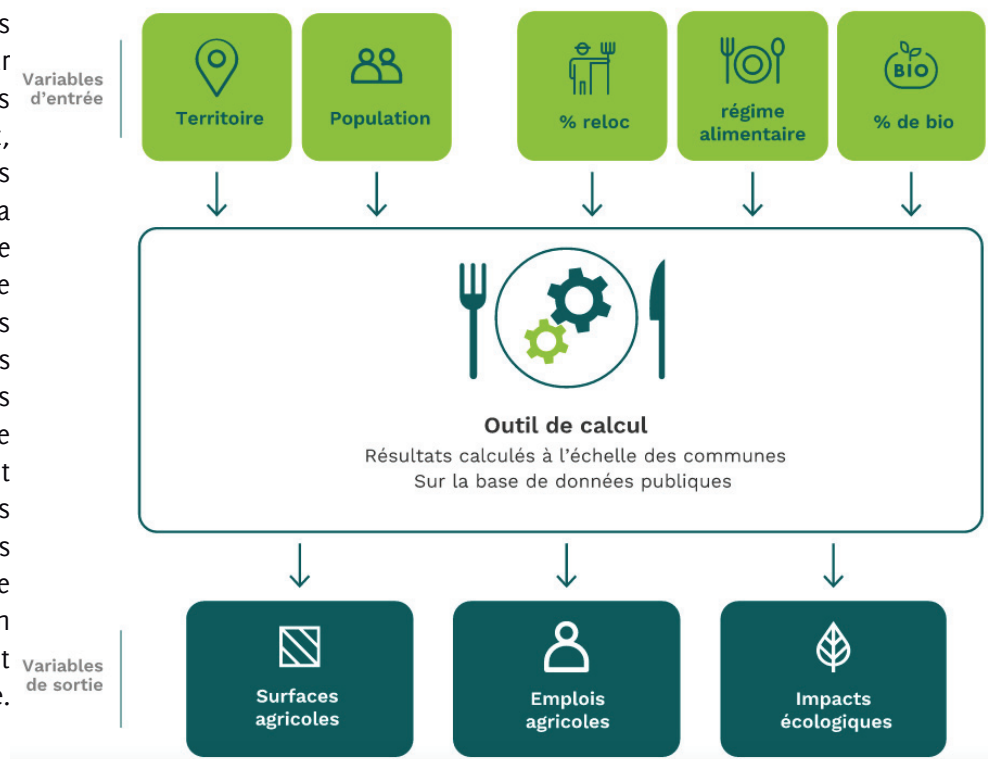 s
r
s
,
s
a
e
e
s
s
s
e
t
s
s
e
n
t
e.
Variables
d'entrée
Territoire
Population
% reloc
régime
alimentaire
BIO
% de bio
Outil de calcul
Résultats calculés à l'échelle des communes
Sur la base de données publiques
Variables
de sortie
Surfaces
agricoles
Emplois
agricoles
Impacts
écologiques